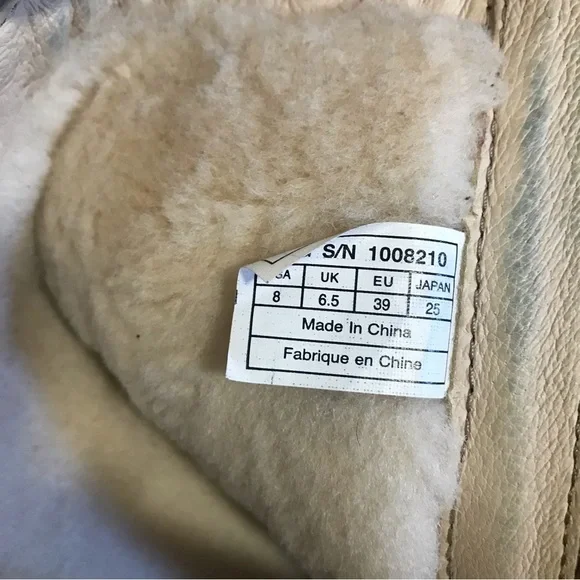 S/N 1008210
UK EU JAPAN
8 6.5 39 25
Made In China
Fabrique en Chine